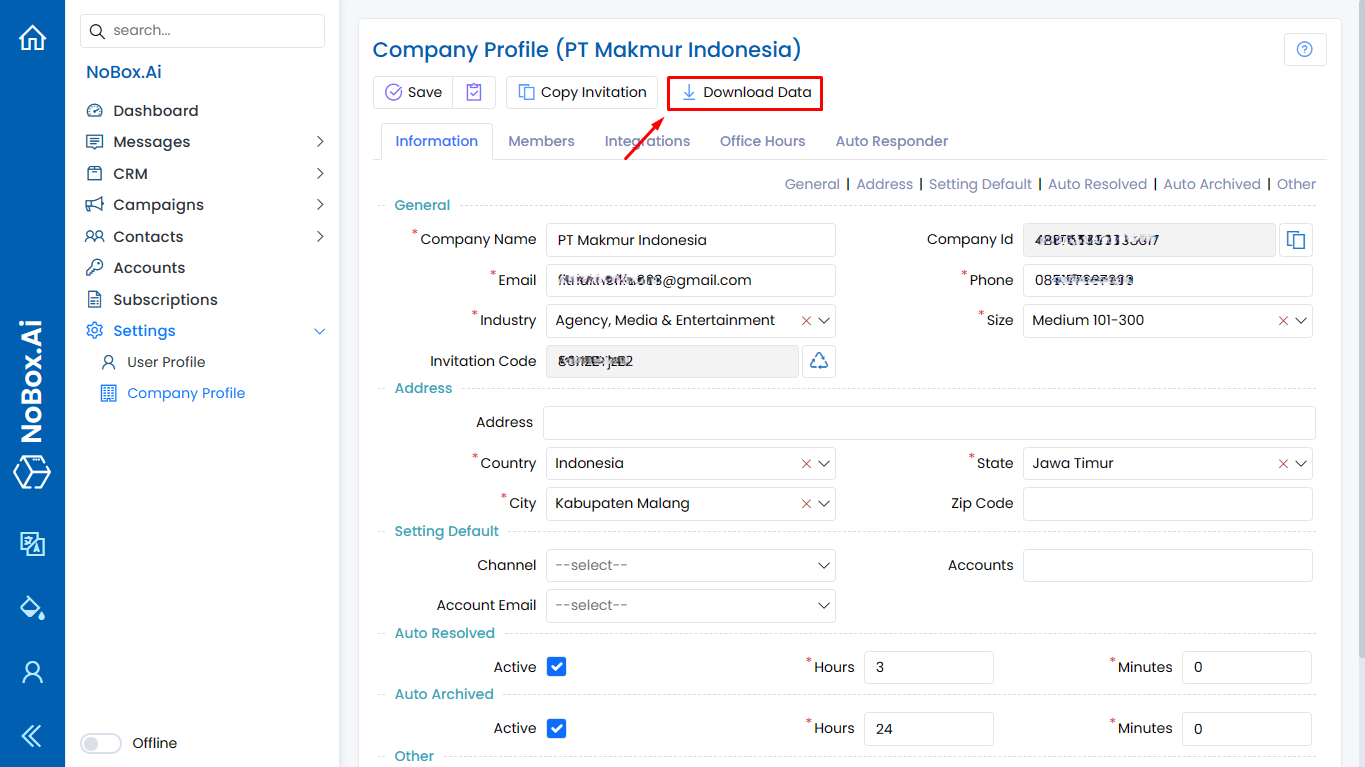 search...
NoBox.Ai
Dashboard
Messages
CRM
Campaigns
Contacts
Accounts
Subscriptions
Settings
User Profile
Company Profile
Offline
NoBox.Ai
Company Profile (PT Makmur Indonesia)
Save
Copy Invitation
Download Data
Information Members Integrations Office Hours Auto Responder
General | Address | Setting Default | Auto Resolved | Auto Archived | Other
General
* Company Name PT Makmur Indonesia Company Id
* Email @gmail.com * Phone
* Industry Agency, Media & Entertainment * Size Medium 101-300
Invitation Code
Address
Address
* Country Indonesia * State Jawa Timur
* City Kabupaten Malang Zip Code
Setting Default
Channel --select-- Accounts
Account Email --select--
Auto Resolved
Active * Hours 3 * Minutes 0
Auto Archived
Active * Hours 24 * Minutes 0
Other